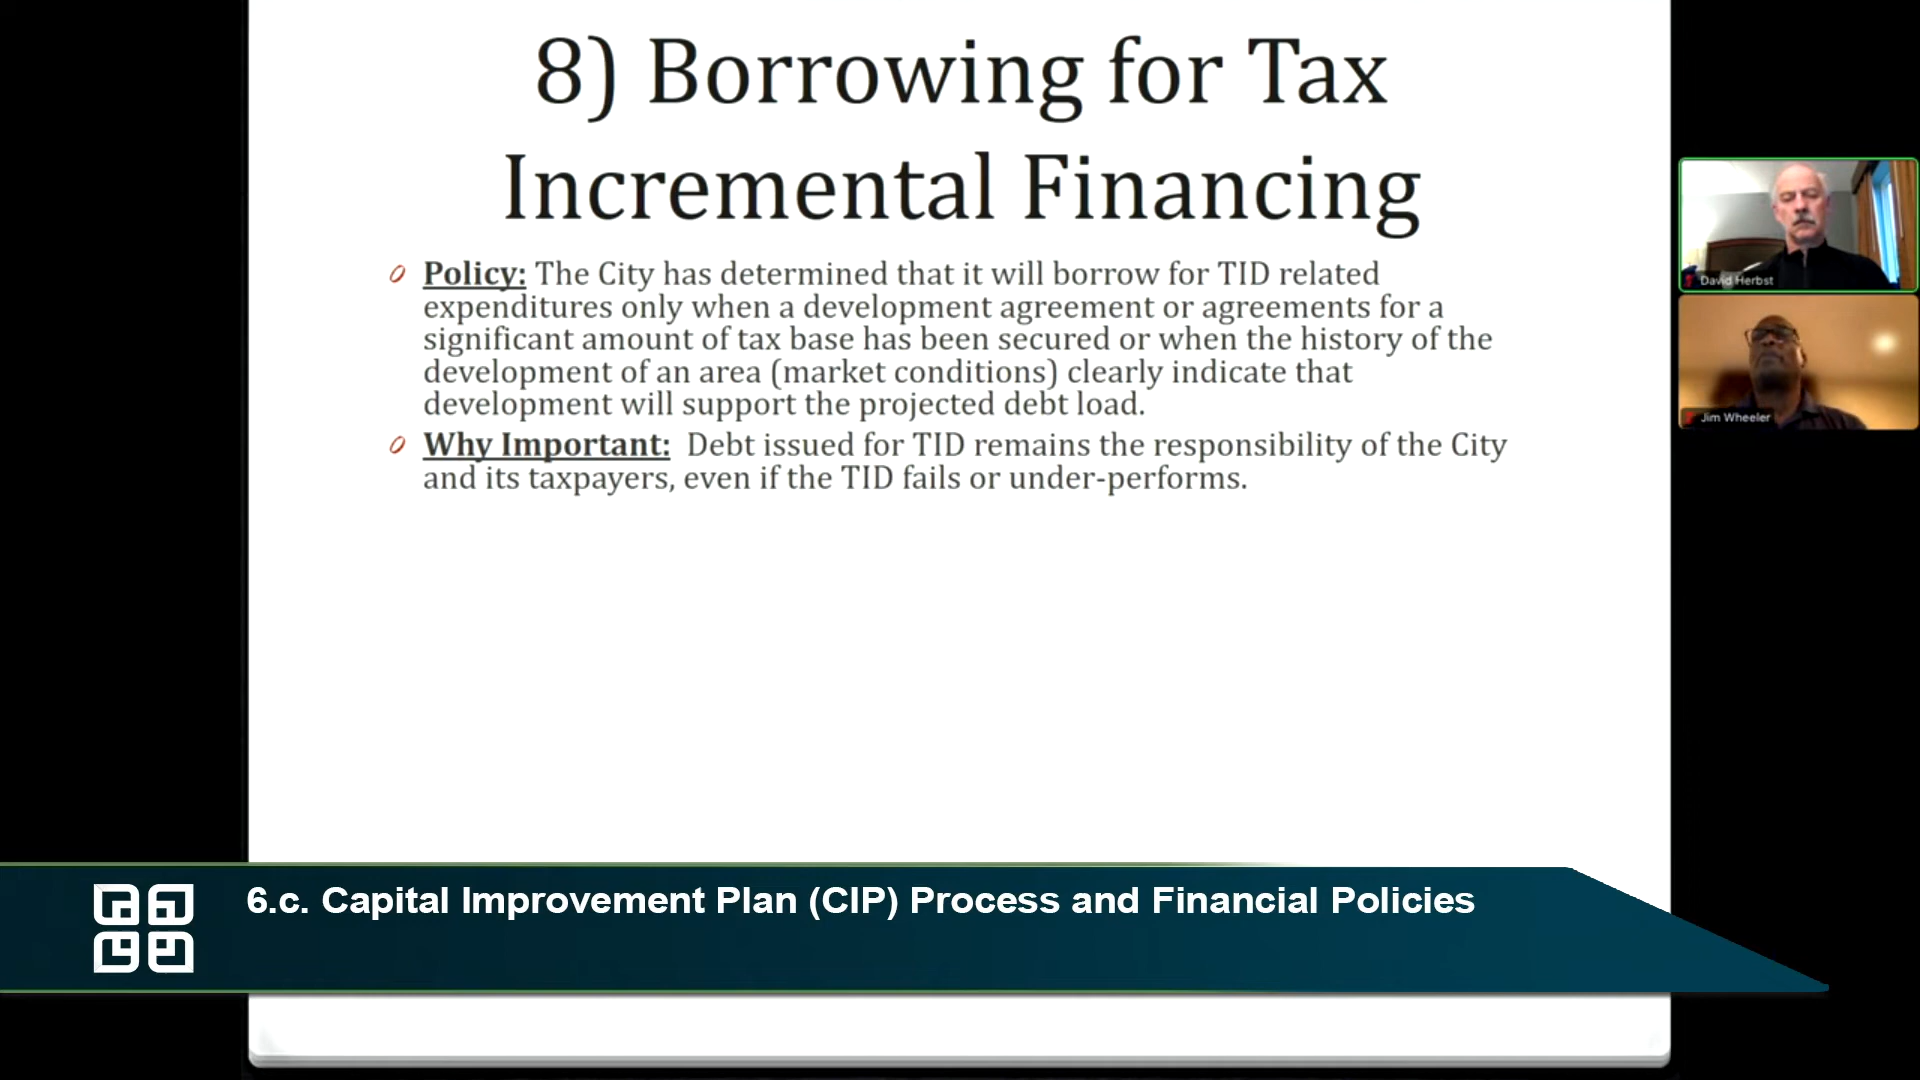 8) Borrowing for Tax
Incremental Financing
Policy: The City has determined that it will borrow for TID related
expenditures only when a development agreement or agreements for a
significant amount of tax base has been secured or when the history of the
development of an area (market conditions) clearly indicate that
development will support the projected debt load.
Why Important: Debt issued for TID remains the responsibility of the City
and its taxpayers, even if the TID fails or under-performs.
David Herbst
Jim Wheeler
6.c. Capital Improvement Plan (CIP) Process and Financial Policies